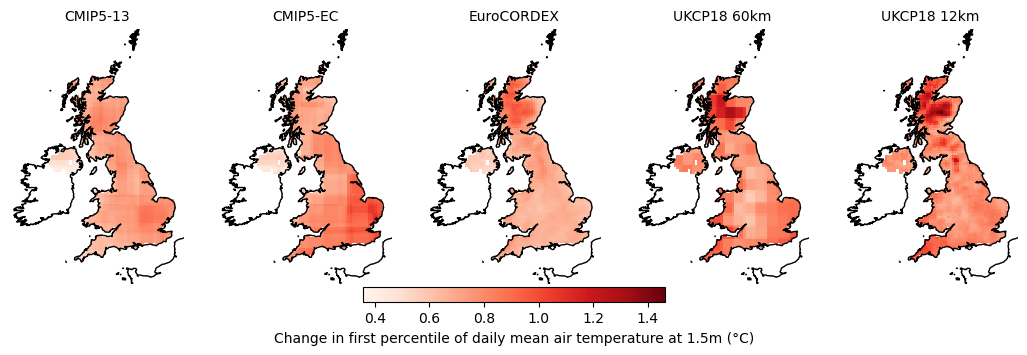 CMIP5-13 CMIP5-EC EuroCORDEX UKCP18 60km UKCP18 12km
0.4 0.6 0.8 1.0 1.2 1.4
Change in first percentile of daily mean air temperature at 1.5m (°C)